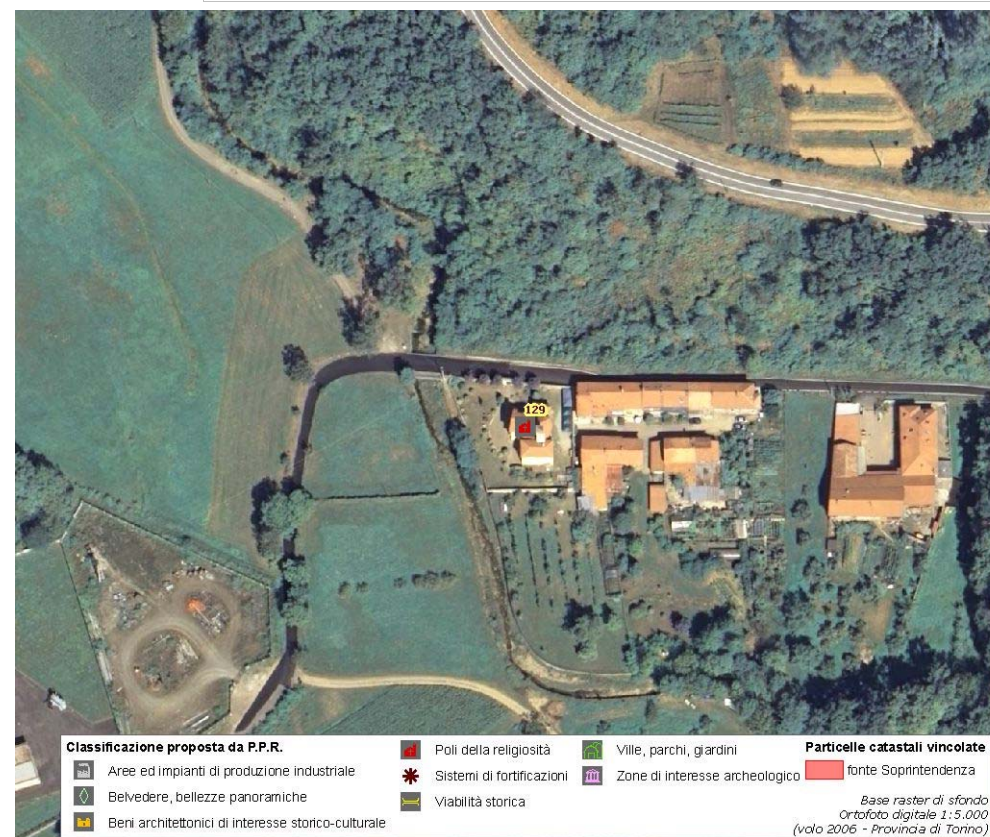 129
Classificazione proposta da P.P.R.
Aree ed impianti di produzione industriale
Belvedere, bellezze panoramiche
Beni architettonici di interesse storico-culturale
Poli della religiosità
Sistemi di fortificazioni
Viabilità storica
Ville, parchi, giardini
Zone di interesse archeologico
Particelle catastali vincolate
fonte Soprintendenza
Base raster di sfondo
Ortofoto digitale 1:5.000
(volo 2006 - Provincia di Torino)